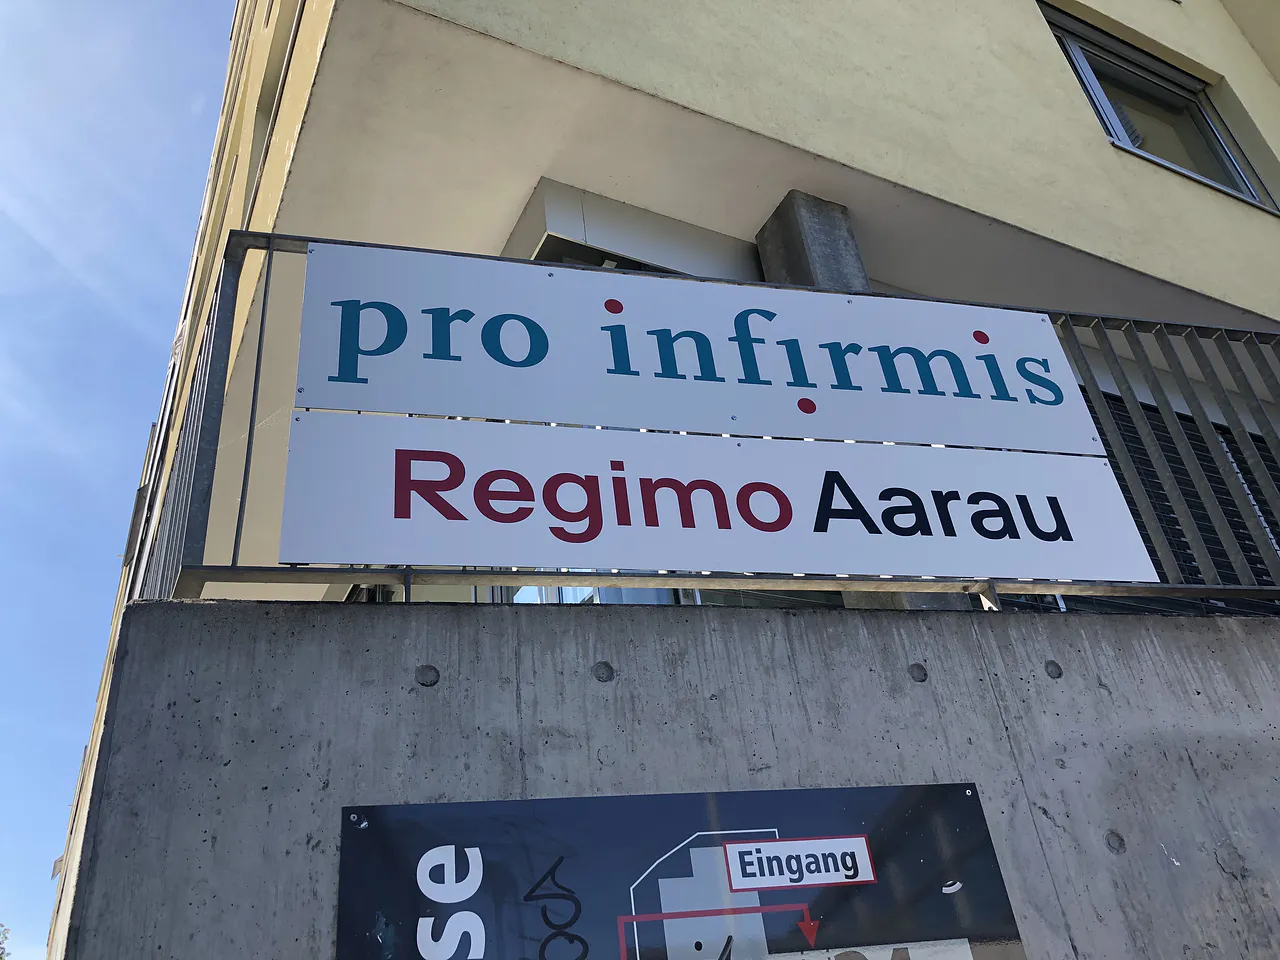 pro infirmis
Regimo Aarau
Eingang
se